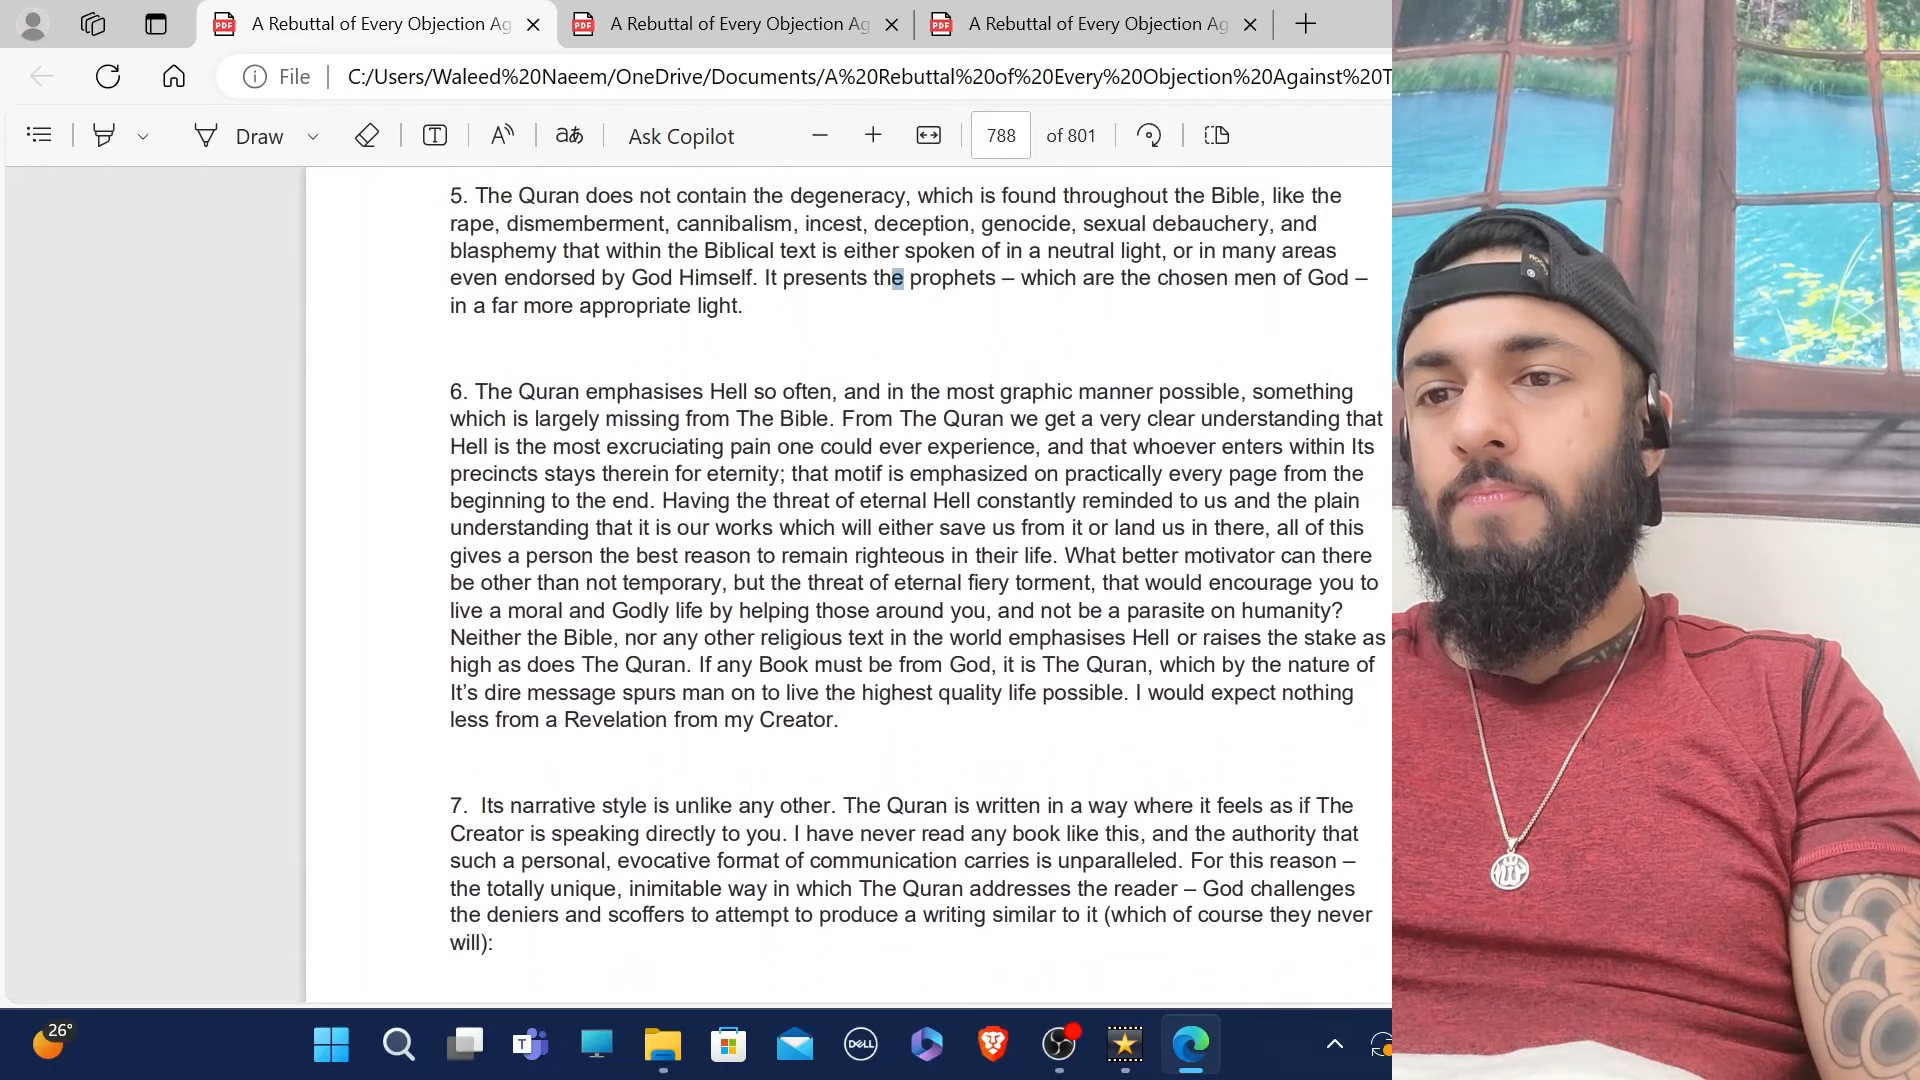 A Rebuttal of Every Objection Ag
A Rebuttal of Every Objection Ag
A Rebuttal of Every Objection Ag
File
C:/Users/Waleed%20Naeem/OneDrive/Documents/A%20Rebuttal%20of%20Every%20Objection%20Against%20T
Draw
Ask Copilot
788
of 801
5. The Quran does not contain the degeneracy, which is found throughout the Bible, like the
rape, dismemberment, cannibalism, incest, deception, genocide, sexual debauchery, and
blasphemy that within the Biblical text is either spoken of in a neutral light, or in many areas
even endorsed by God Himself. It presents the prophets – which are the chosen men of God –
in a far more appropriate light.
6. The Quran emphasises Hell so often, and in the most graphic manner possible, something
which is largely missing from The Bible. From The Quran we get a very clear understanding that
Hell is the most excruciating pain one could ever experience, and that whoever enters within Its
precincts stays therein for eternity; that motif is emphasized on practically every page from the
beginning to the end. Having the threat of eternal Hell constantly reminded to us and the plain
understanding that it is our works which will either save us from it or land us in there, all of this
gives a person the best reason to remain righteous in their life. What better motivator can there
be other than not temporary, but the threat of eternal fiery torment, that would encourage you to
live a moral and Godly life by helping those around you, and not be a parasite on humanity?
Neither the Bible, nor any other religious text in the world emphasises Hell or raises the stake as
high as does The Quran. If any Book must be from God, it is The Quran, which by the nature of
It's dire message spurs man on to live the highest quality life possible. I would expect nothing
less from a Revelation from my Creator.
7. Its narrative style is unlike any other. The Quran is written in a way where it feels as if The
Creator is speaking directly to you. I have never read any book like this, and the authority that
such a personal, evocative format of communication carries is unparalleled. For this reason –
the totally unique, inimitable way in which The Quran addresses the reader – God challenges
the deniers and scoffers to attempt to produce a writing similar to it (which of course they never
will):
26°